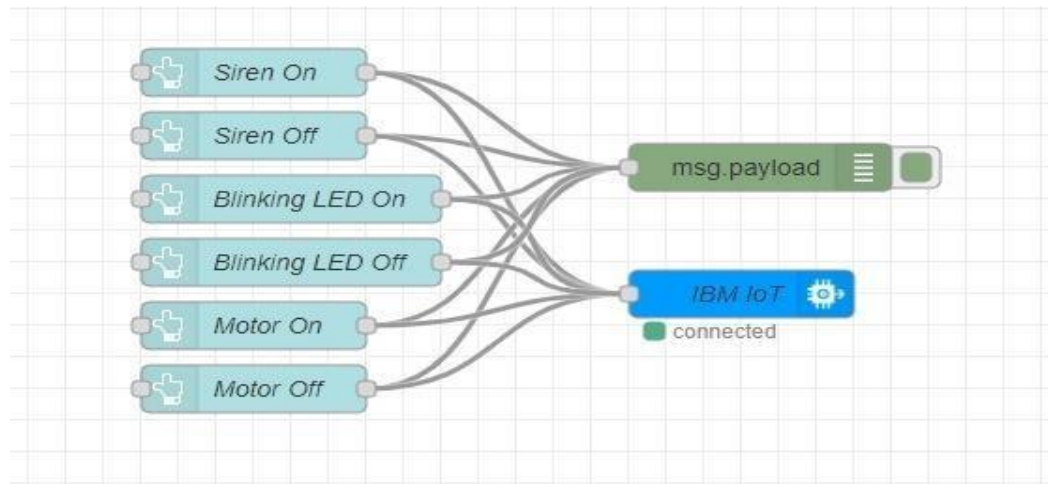 Siren On
Siren Off
Blinking LED On
Blinking LED Off
Motor On
Motor Off
msg.payload
IBM IoT
connected